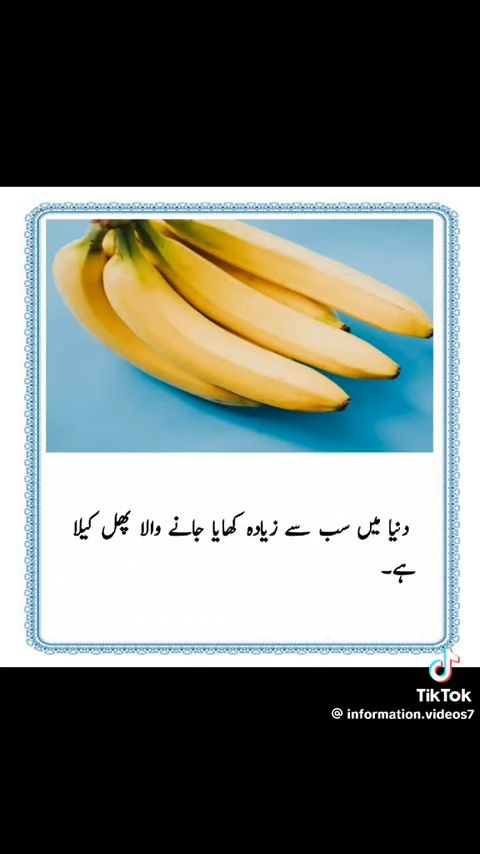 دنیا میں سب سے زیادہ کھایا جانے والا پھل کیلا
ہے۔
TikTok
@ information.videos7